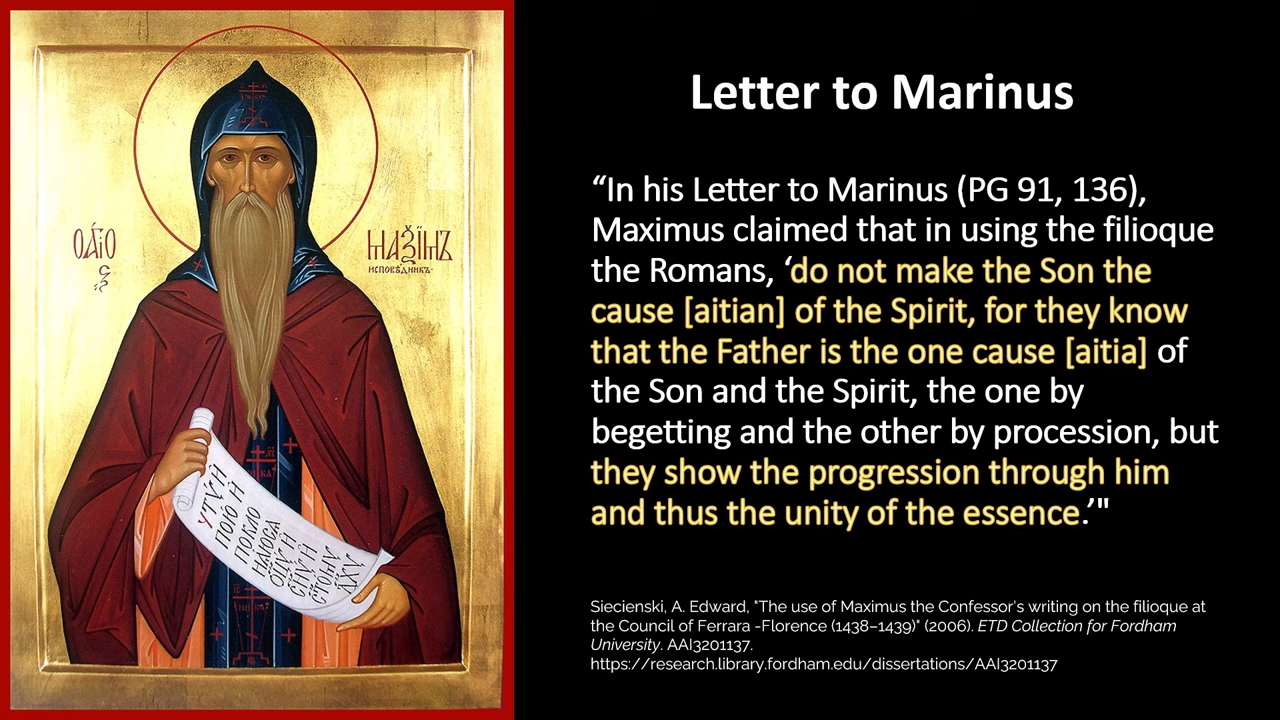 Letter to Marinus
“In his Letter to Marinus (PG 91, 136),
Maximus claimed that in using the filioque
the Romans, ‘do not make the Son the
cause [aitian] of the Spirit, for they know
that the Father is the one cause [aitia] of
the Son and the Spirit, the one by
begetting and the other by procession, but
they show the progression through him
and thus the unity of the essence.’"
Siecienski, A. Edward, "The use of Maximus the Confessor's writing on the filioque at
the Council of Ferrara -Florence (1438–1439)" (2006). ETD Collection for Fordham
University. AAI3201137.
https://research.library.fordham.edu/dissertations/AAI3201137
ИСПОВѢДНИКЪ